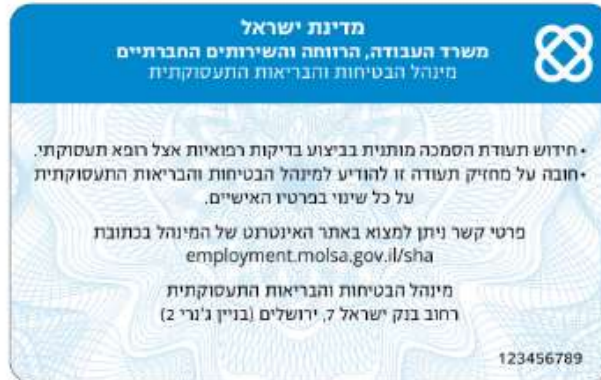 מדינת ישראל
משרד העבודה, הרווחה והשירותים החברתיים
מינהל הבטיחות והבריאות התעסוקתית
• חידוש תעודת הסמכה מותנית בביצוע בדיקות רפואיות אצל רופא תעסוקתי.
• חובה על מחזיק תעודה זו להודיע למינהל הבטיחות והבריאות התעסוקתית
על כל שינוי בפרטיו האישיים.
פרטי קשר ניתן למצוא באתר האינטרנט של המינהל בכתובת
employment.molsa.gov.il/sha
מינהל הבטיחות והבריאות התעסוקתית
רחוב בנק ישראל 7, ירושלים (בניין ג'נרי 2)
123456789